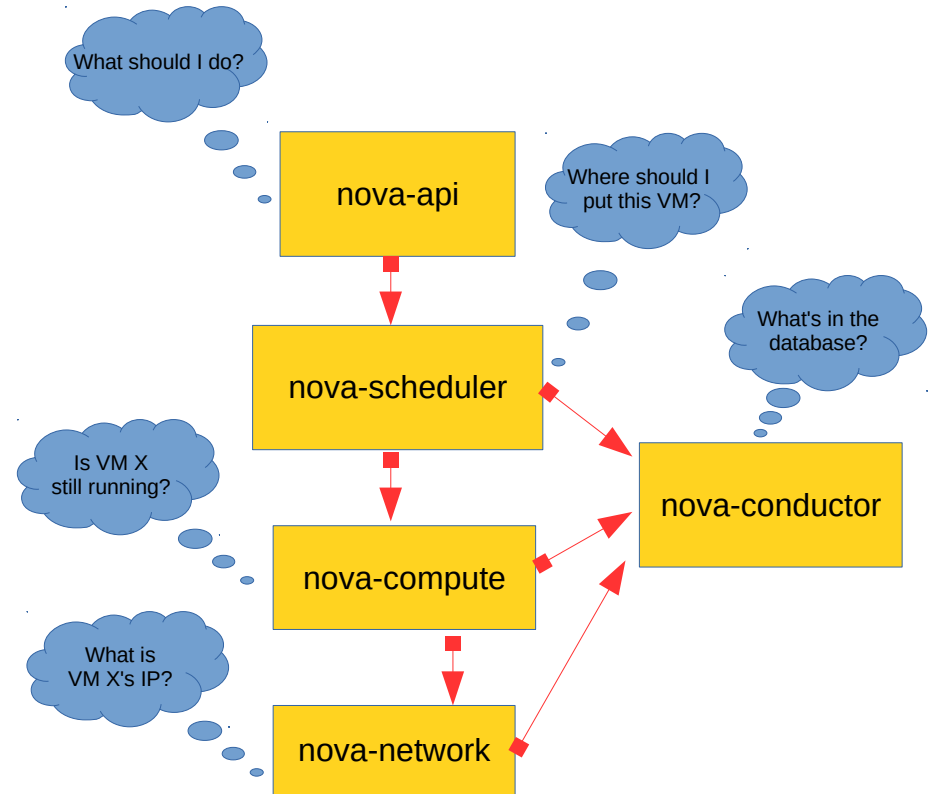 What should I do?
nova-api
Where should I
put this VM?
nova-scheduler
What's in the
database?
Is VM X
still running?
nova-conductor
nova-compute
What is
VM X's IP?
nova-network